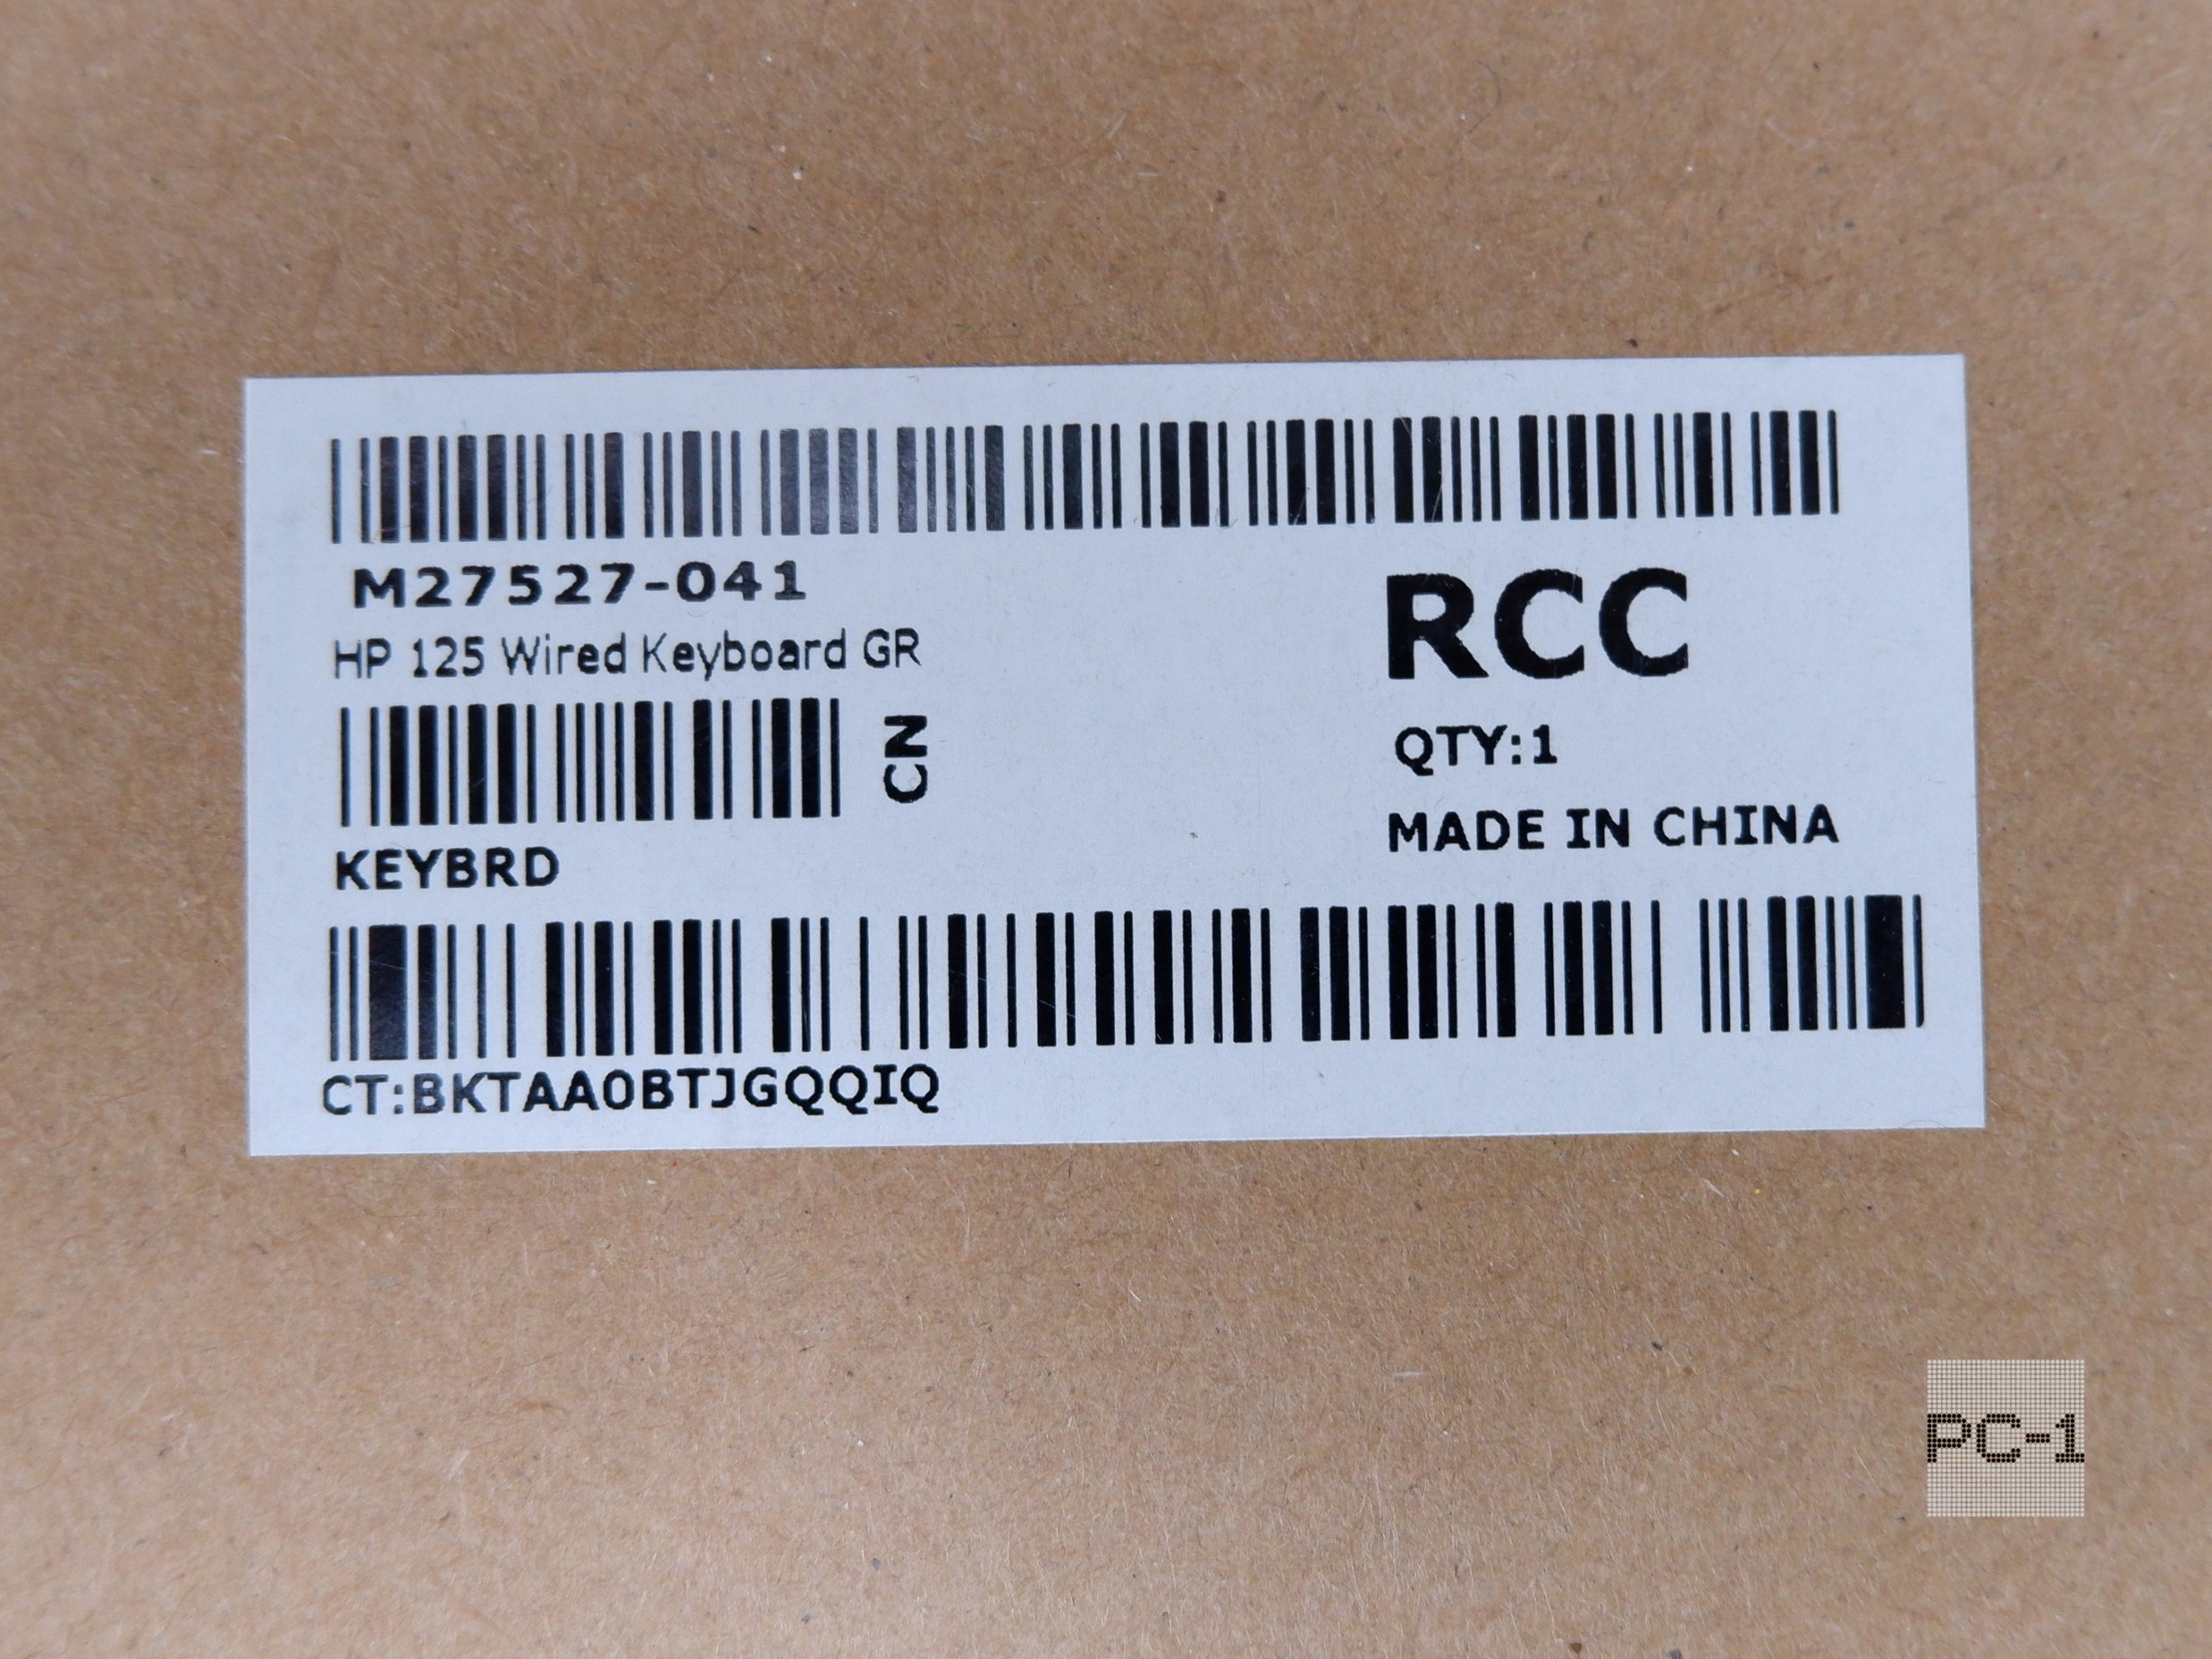 M27527-041
RCC
HP 125 Wired Keyboard GR
CN
QTY:1
MADE IN CHINA
KEYBRD
CT:BKTAA0BTJGQQIQ
PC-1